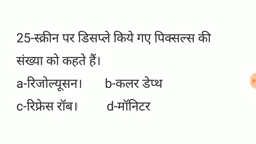 25-स्क्रीन पर डिसप्ले किये गए पिक्सल्स की
संख्या को कहते हैं।
a-रिजोल्यूसन। b-कलर डेप्थ
c-रिफ्रेस रॉब। d-मॉनिटर